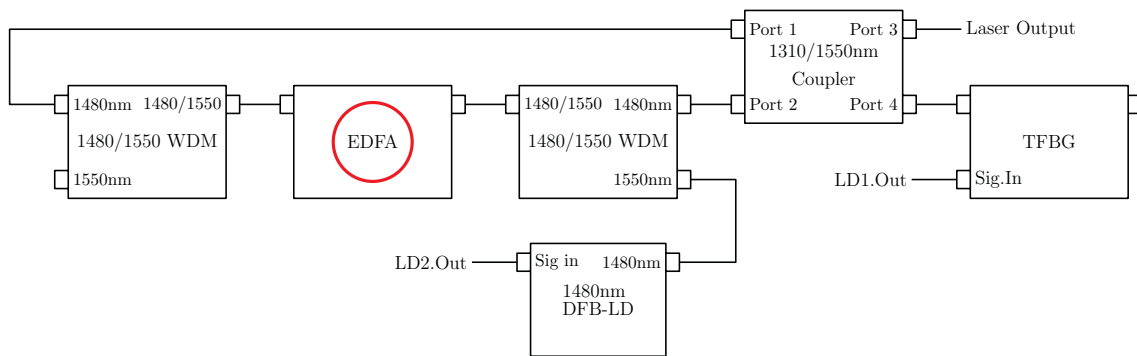 Port 1
Port 3
Laser Output
1310/1550nm
Coupler
Port 2
Port 4
1480nm
1480/1550
1480/1550 WDM
1550nm
EDFA
1480/1550
1480nm
1480/1550 WDM
1550nm
TFBG
LD1.Out
Sig.In
LD2.Out
Sig in
1480nm
1480nm
DFB-LD